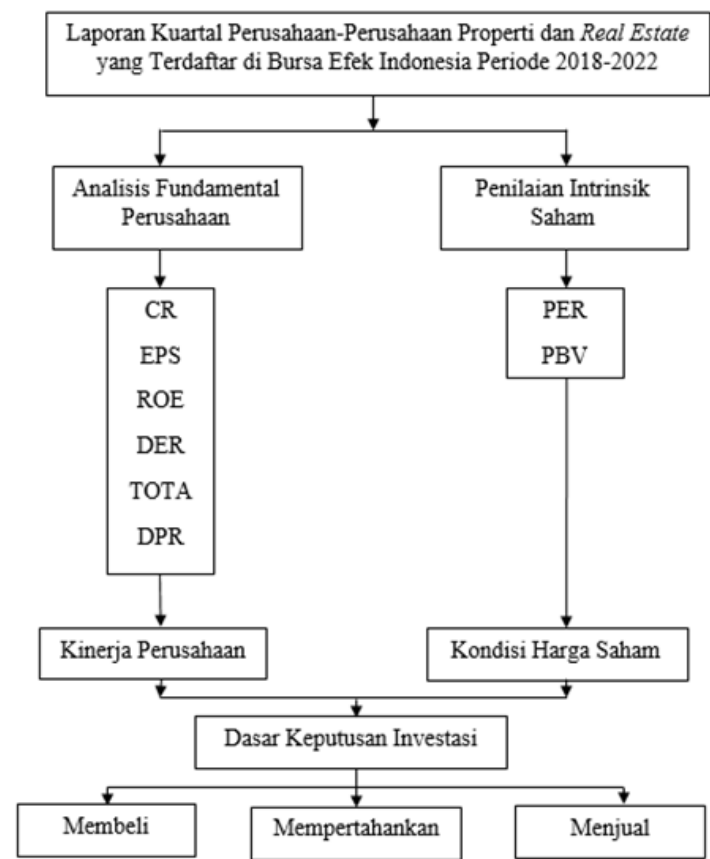 Laporan Kuartal Perusahaan-Perusahaan Properti dan Real Estate
yang Terdaftar di Bursa Efek Indonesia Periode 2018-2022
Analisis Fundamental
Perusahaan
Penilaian Intrinsik
Saham
CR
EPS
ROE
DER
TOTA
DPR
PER
PBV
Kinerja Perusahaan
Kondisi Harga Saham
Dasar Keputusan Investasi
Membeli
Mempertahankan
Menjual